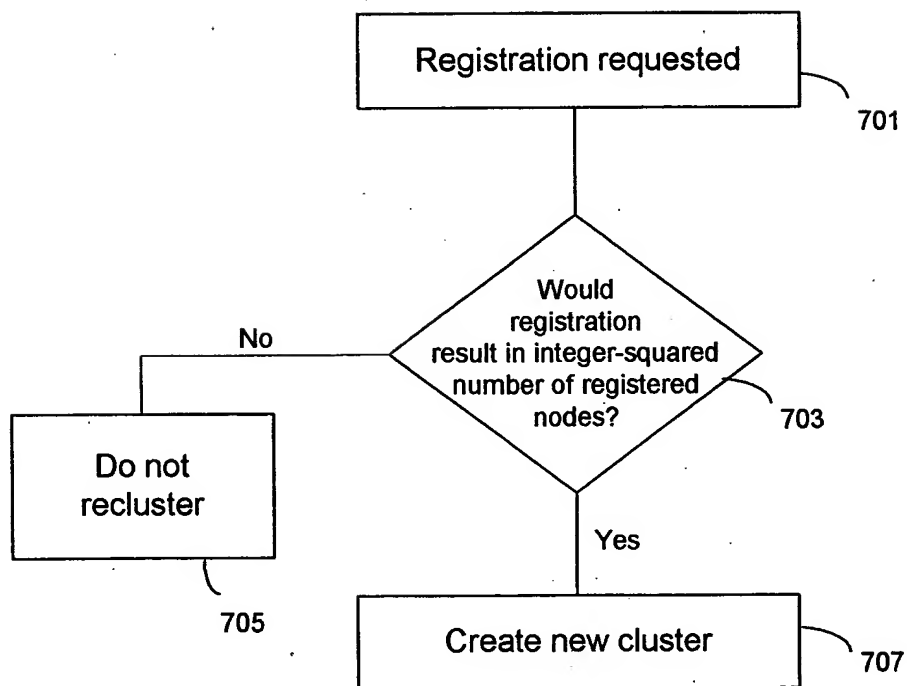 Registration requested
701
Would
registration
result in integer-squared
number of registered
nodes?
703
No
Do not
recluster
705
Yes
Create new cluster
707